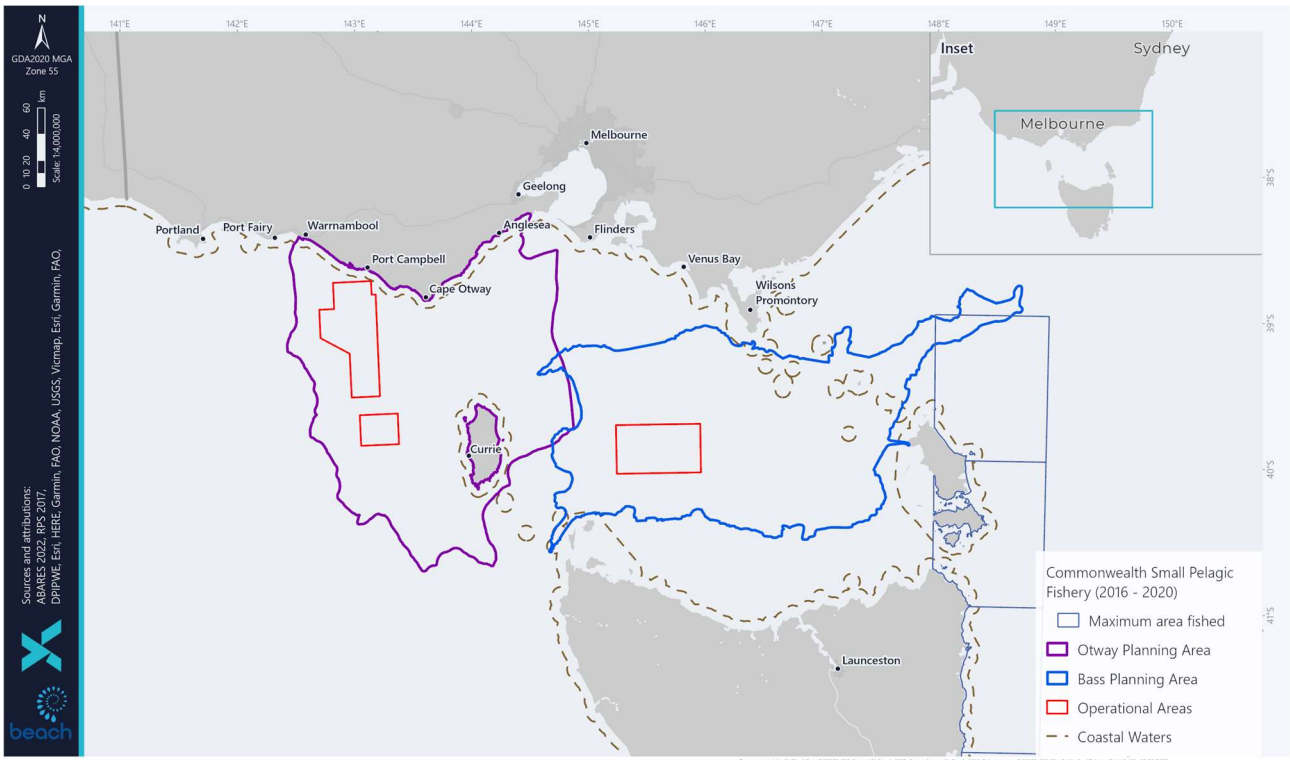 141°E 142°E 143°E 144°E 145°E 146°E 147°E 148°E 149°E 150°E
N
GDA2020 MGA
Zone 55
0 10 20 40 60 km
Scale: 1:4,000,000
Sources and attributions:
ABARES 2022, RPS 2017,
DPIPWE, Esri, HERE, Garmin, FAO, NOAA, USGS, Vicmap, Esri, Garmin, FAO,
beach
Inset
Sydney
Melbourne
38°S
39°S
40°S
41°S
Melbourne
Geelong
Portland
Port Fairy
Warrnambool
Anglesea
Flinders
Port Campbell
Cape Otway
Venus Bay
Wilsons
Promontory
Currie
Launceston
Commonwealth Small Pelagic
Fishery (2016 - 2020)
Maximum area fished
Otway Planning Area
Bass Planning Area
Operational Areas
Coastal Waters